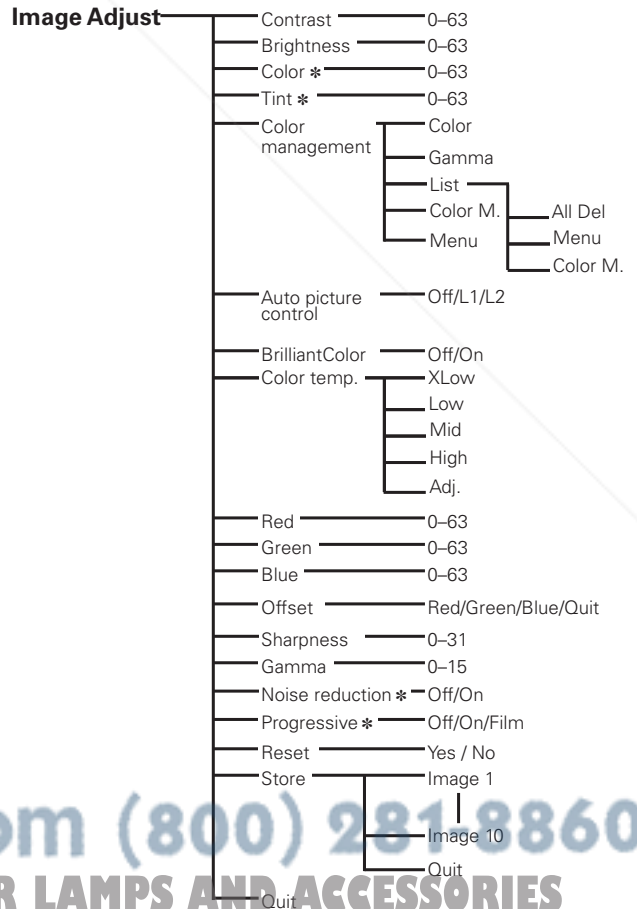 Image Adjust
Contrast 0–63
Brightness 0–63
Color ✻ 0–63
Tint ✻ 0–63
Color management
Color
Gamma
List
Color M.
Menu
All Del
Menu
Color M.
Auto picture control Off/L1/L2
BrilliantColor Off/On
Color temp. XLow
Low
Mid
High
Adj.
Red 0–63
Green 0–63
Blue 0–63
Offset Red/Green/Blue/Quit
Sharpness 0–31
Gamma 0–15
Noise reduction ✻ Off/On
Progressive ✻ Off/On/Film
Reset Yes / No
Store Image 1
Image 10
Quit
Quit
om (800) 281-8860
R LAMPS AND ACCESSORIES